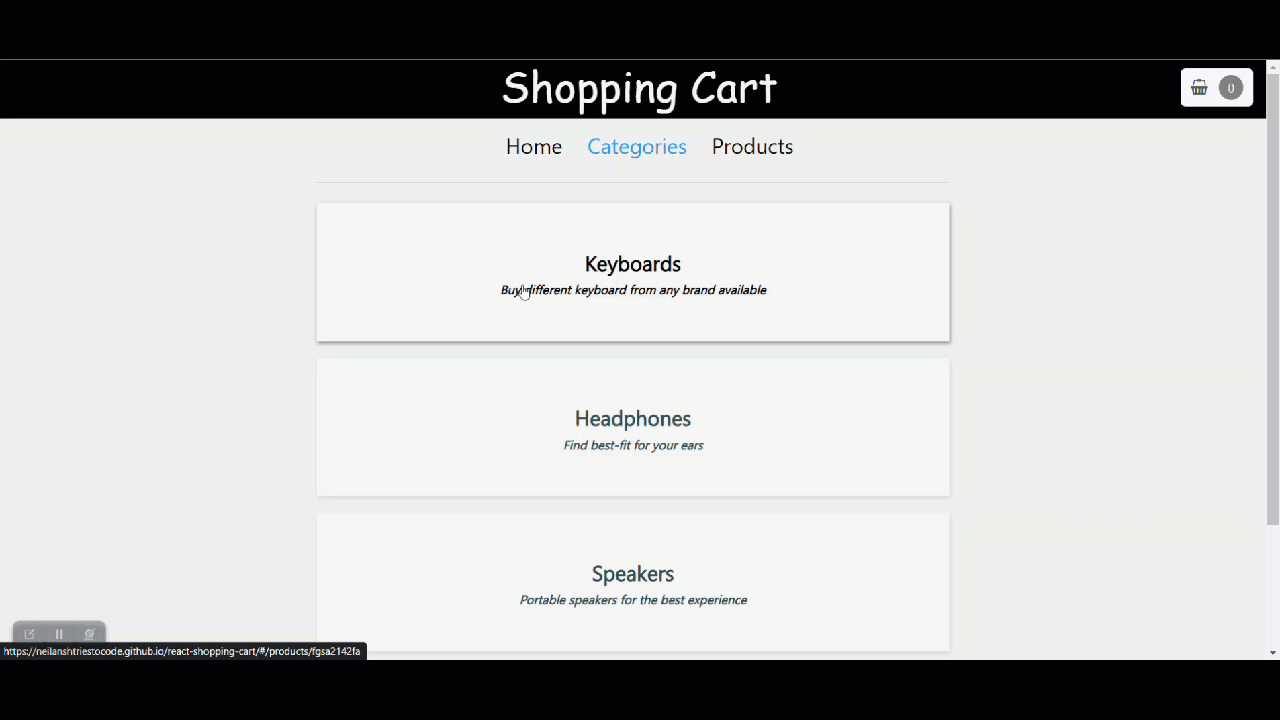 Shopping Cart
0
Home Categories Products
Keyboards
Buy different keyboard from any brand available
Headphones
Find best-fit for your ears
Speakers
Portable speakers for the best experience
https://neilanshtriestocode.github.io/react-shopping-cart/#/products/fgsa2142fa